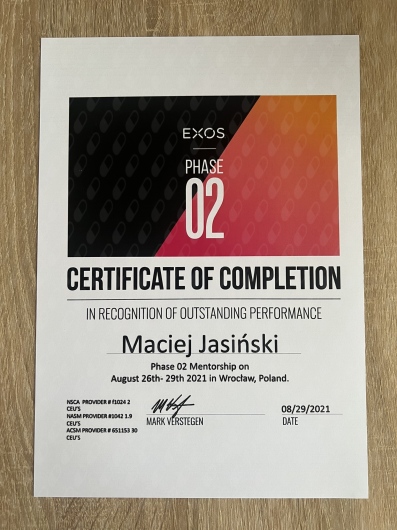 EXOS
PHASE
02
CERTIFICATE OF COMPLETION
IN RECOGNITION OF OUTSTANDING PERFORMANCE
Maciej Jasiński
Phase 02 Mentorship on
August 26th- 29th 2021 in Wrocław, Poland.
NSCA PROVIDER # f1024 2
CEU'S
NASM PROVIDER #1042 1.9
CEU'S
ACSM PROVIDER # 651153 30
CEU'S
MARK VERSTEGEN
08/29/2021
DATE